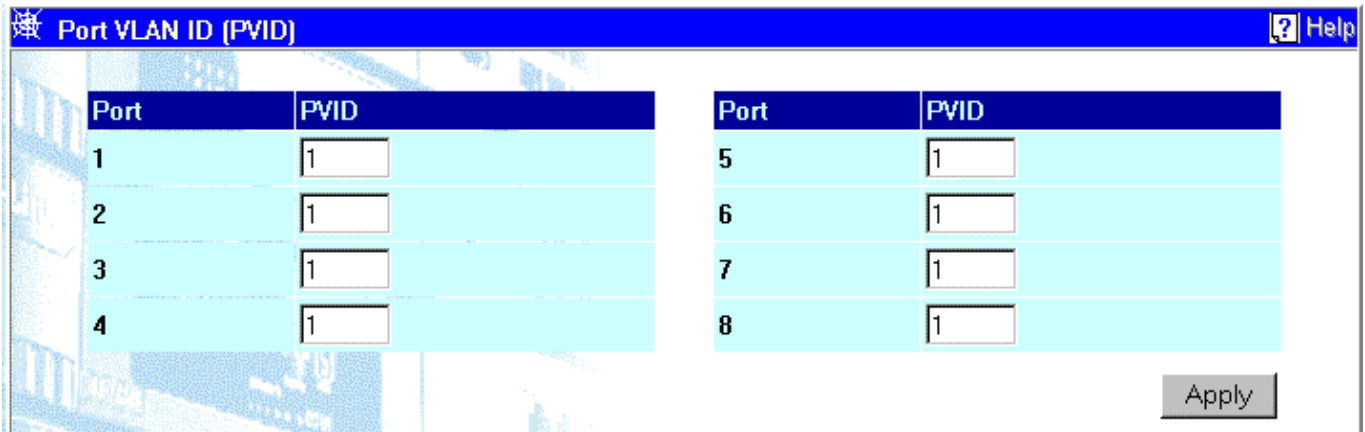 Port VLAN ID (PVID)
? Help
Port PVID
1 1
2 1
3 1
4 1
Port PVID
5 1
6 1
7 1
8 1
Apply